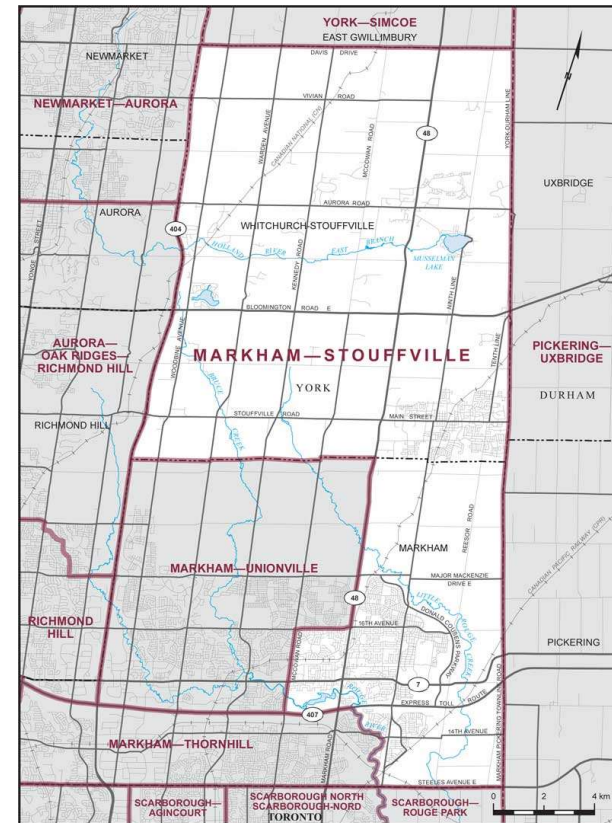 YORK—SIMCOE
EAST GWILLIMBURY
NEWMARKET
DAVIS DRIVE
NEWMARKET—AURORA
VIVIAN ROAD
WARDEN AVENUE
CANADIAN NATIONAL (CN)
MCCOWAN ROAD
48
YORK-DURHAM LINE
N
UXBRIDGE
AURORA ROAD
AURORA
YONGE STREET
404
WHITCHURCH-STOUFFVILLE
HOLLAND RIVER EAST BRANCH
KENNEDY ROAD
MUSSELMAN
LAKE
NINTH LINE
BLOOMINGTON ROAD E
WOODBINE AVENUE
AURORA—
OAK RIDGES—
RICHMOND HILL
MARKHAM—STOUFFVILLE
TENTH LINE
PICKERING—
UXBRIDGE
BRUCE CREEK
YORK
DURHAM
STOUFFVILLE ROAD
MAIN STREET
RICHMOND HILL
REESOR ROAD
MARKHAM
CANADIAN PACIFIC RAILWAY (CPR)
MARKHAM—UNIONVILLE
MAJOR MACKENZIE
DRIVE E
LITTLE ROUGE CREEK
DONALD COUSENS PARKWAY
48
RICHMOND
HILL
16TH AVENUE
MCCOWAN ROAD
PICKERING
7
ROUGE RIVER
EXPRESS TOLL ROUTE
407
MARKHAM PICKERING TOWNLINE ROAD
14TH AVENUE
MARKHAM—THORNHILL
MARKHAM ROAD
STEELES AVENUE E
SCARBOROUGH—
AGINCOURT
SCARBOROUGH NORTH
SCARBOROUGH-NORD
TORONTO
SCARBOROUGH—
ROUGE PARK
0 2 4 km